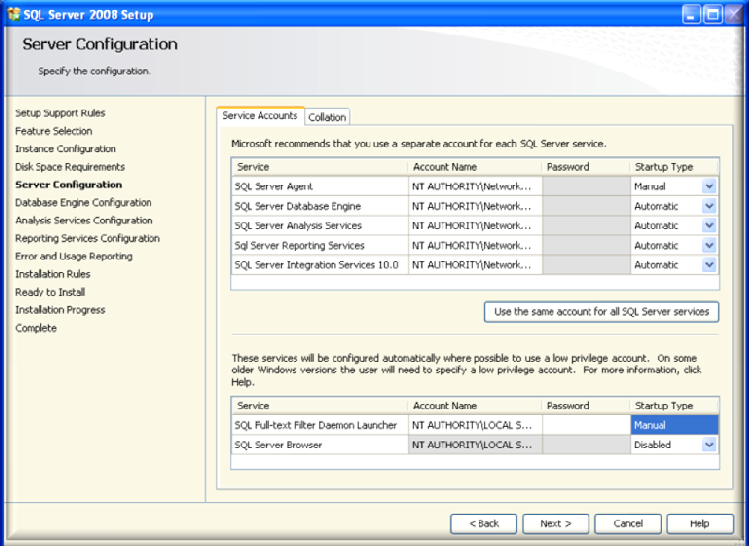 SQL Server 2008 Setup
Server Configuration
Specify the configuration.
Setup Support Rules
Feature Selection
Instance Configuration
Disk Space Requirements
Server Configuration
Database Engine Configuration
Analysis Services Configuration
Reporting Services Configuration
Error and Usage Reporting
Installation Rules
Ready to Install
Installation Progress
Complete
Service Accounts Collation
Microsoft recommends that you use a separate account for each SQL Server service.
Service Account Name Password Startup Type
SQL Server Agent NT AUTHORITY\Network... Manual
SQL Server Database Engine NT AUTHORITY\Network... Automatic
SQL Server Analysis Services NT AUTHORITY\Network... Automatic
Sql Server Reporting Services NT AUTHORITY\Network... Automatic
SQL Server Integration Services 10.0 NT AUTHORITY\Network... Automatic
Use the same account for all SQL Server services
These services will be configured automatically where possible to use a low privilege account. On some
older Windows versions the user will need to specify a low privilege account. For more information, click
Help.
Service Account Name Password Startup Type
SQL Full-text Filter Daemon Launcher NT AUTHORITY\LOCAL S... Manual
SQL Server Browser NT AUTHORITY\LOCAL S... Disabled
< Back Next > Cancel Help